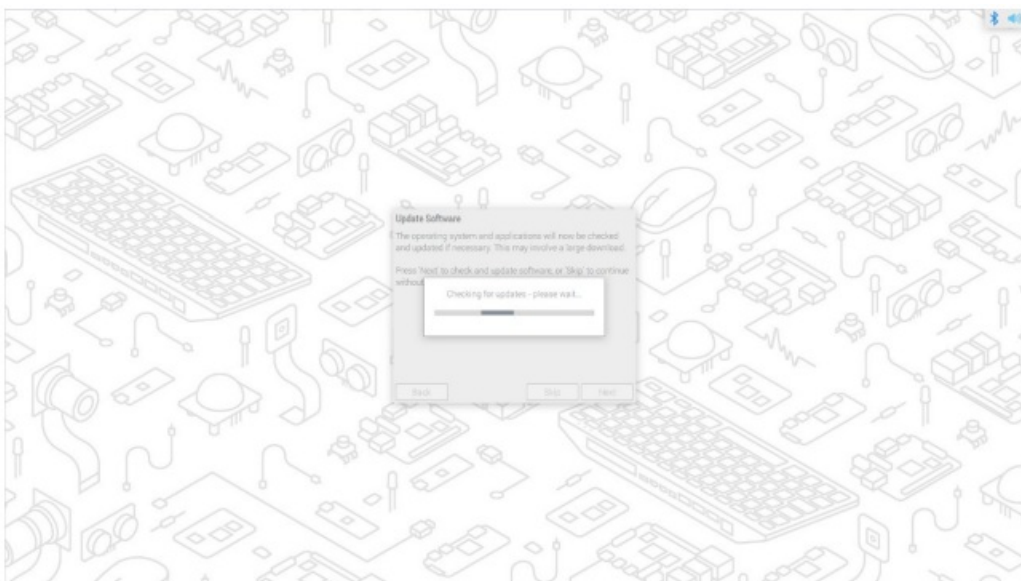 Update Software
The operating system and applications will now be checked
and updated if necessary. This may involve a large download.
Press 'Next' to check and update software, or 'Skip' to continue
without
Checking for updates - please wait...
Back
Skip
Next